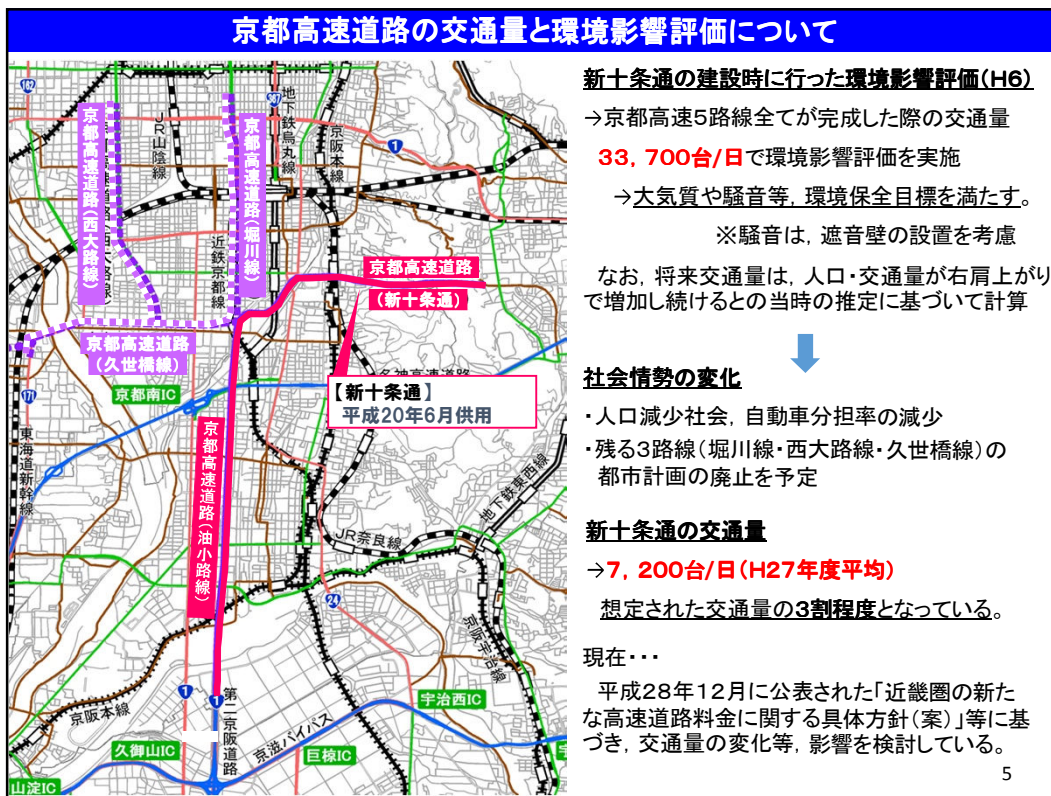 京都高速道路の交通量と環境影響評価について
162
京都高速道路(西大路線)
JR山陰線
京都高速道路(堀川線)
367
地下鉄烏丸線
京阪本線
1
近鉄京都線
京都高速道路
(新十条通)
京都高速道路
(久世橋線)
京都南IC
名神高速道路
【新十条通】
平成20年6月供用
171
東海道新幹線
京都高速道路(油小路線)
地下鉄東西線
JR奈良線
24
京阪宇治線
1
1
第二京阪道路
京阪本線
宇治西IC
京滋バイパス
久御山IC
巨椋IC
山淀IC
新十条通の建設時に行った環境影響評価(H6)
→京都高速5路線全てが完成した際の交通量
33,700台/日で環境影響評価を実施
→大気質や騒音等,環境保全目標を満たす。
※騒音は,遮音壁の設置を考慮
なお,将来交通量は,人口・交通量が右肩上がり
で増加し続けるとの当時の推定に基づいて計算
社会情勢の変化
・人口減少社会,自動車分担率の減少
・残る3路線(堀川線・西大路線・久世橋線)の
都市計画の廃止を予定
新十条通の交通量
→7,200台/日(H27年度平均)
想定された交通量の3割程度となっている。
現在・・・
平成28年12月に公表された「近畿圏の新た
な高速道路料金に関する具体方針(案)」等に基
づき,交通量の変化等,影響を検討している。
5